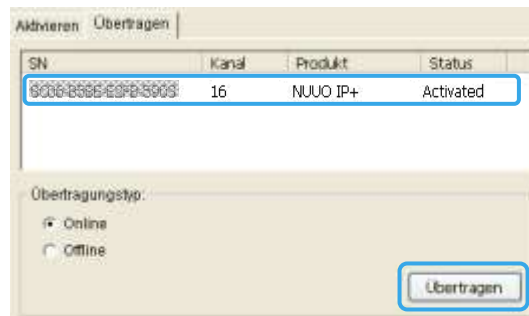 Aktivieren Übertragen
SN Kanal Produkt Status
16 NUUO IP+ Activated
Übertragungstyp:
Online
Offline
Übertragen